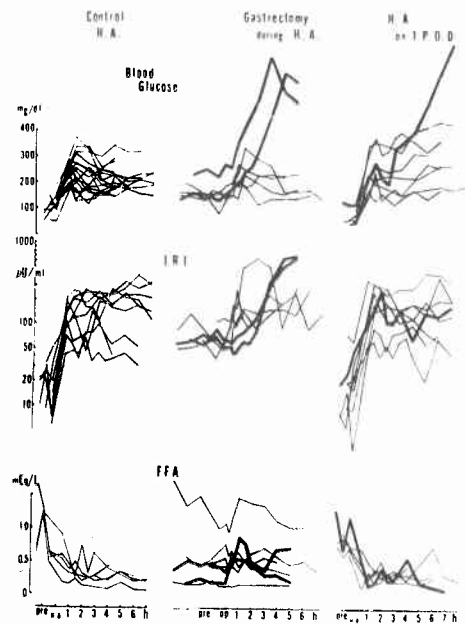 Control
H.A.
Gastrectomy
during H.A.
H A
on 1 P.O.D
Blood
Glucose
mg/dl
400
300
200
100
IRI
1000
μU/ml
100
50
20
10
FFA
mEq/L
1.0
0.5
0
pre 1 2 3 4 5 6 h
pre op 1 2 3 4 5 6 h
pre 1 2 3 4 5 6 7 h